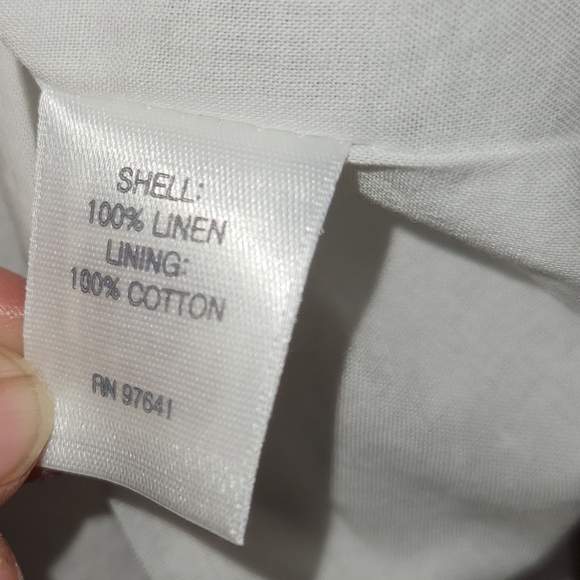 SHELL:
100% LINEN
LINING:
100% COTTON
RN 97641